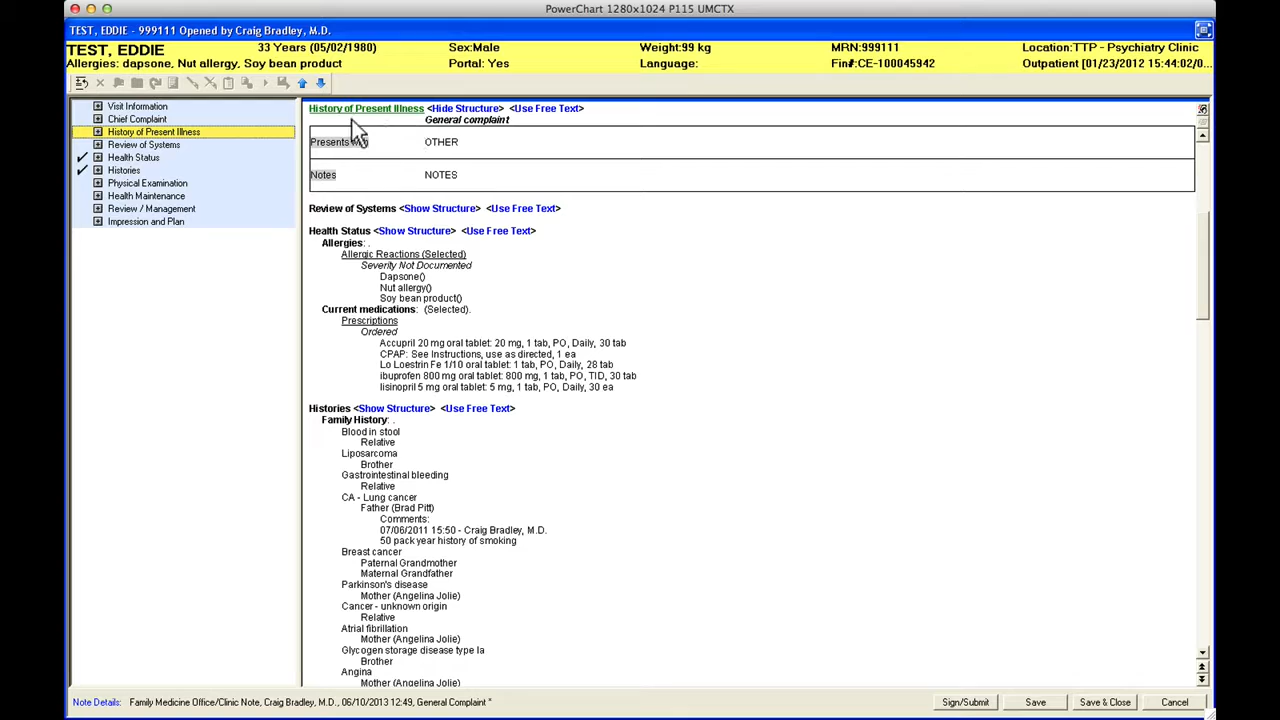 PowerChart 1280x1024 P115 UMCTX
TEST, EDDIE - 999111 Opened by Craig Bradley, M.D.
TEST, EDDIE 33 Years (05/02/1980) Sex:Male Weight:99 kg MRN:999111 Location:TTP - Psychiatry Clinic
Allergies: dapsone, Nut allergy, Soy bean product Portal: Yes Language: Fin#:CE-100045942 Outpatient [01/23/2012 15:44:02/0...
Visit Information
Chief Complaint
History of Present Illness
Review of Systems
Health Status
Histories
Physical Examination
Health Maintenance
Review / Management
Impression and Plan
History of Present Illness <Hide Structure> <Use Free Text>
General complaint
Presents OTHER
Notes NOTES
Review of Systems <Show Structure> <Use Free Text>
Health Status <Show Structure> <Use Free Text>
Allergies: .
Allergic Reactions (Selected)
Severity Not Documented
Dapsone()
Nut allergy()
Soy bean product()
Current medications: (Selected).
Prescriptions
Ordered
Accupril 20 mg oral tablet: 20 mg, 1 tab, PO, Daily, 30 tab
CPAP: See Instructions, use as directed, 1 ea
Lo Loestrin Fe 1/10 oral tablet: 1 tab, PO, Daily, 28 tab
ibuprofen 800 mg oral tablet: 800 mg, 1 tab, PO, TID, 30 tab
lisinopril 5 mg oral tablet: 5 mg, 1 tab, PO, Daily, 30 ea
Histories <Show Structure> <Use Free Text>
Family History: .
Blood in stool
Relative
Liposarcoma
Brother
Gastrointestinal bleeding
Relative
CA - Lung cancer
Father (Brad Pitt)
Comments:
07/06/2011 15:50 - Craig Bradley, M.D.
50 pack year history of smoking
Breast cancer
Paternal Grandmother
Maternal Grandfather
Parkinson's disease
Mother (Angelina Jolie)
Cancer - unknown origin
Relative
Atrial fibrillation
Mother (Angelina Jolie)
Glycogen storage disease type Ia
Brother
Angina
Mother (Angelina Jolie)
Note Details: Family Medicine Office/Clinic Note, Craig Bradley, M.D., 06/10/2013 12:49, General Complaint *
Sign/Submit Save Save & Close Cancel